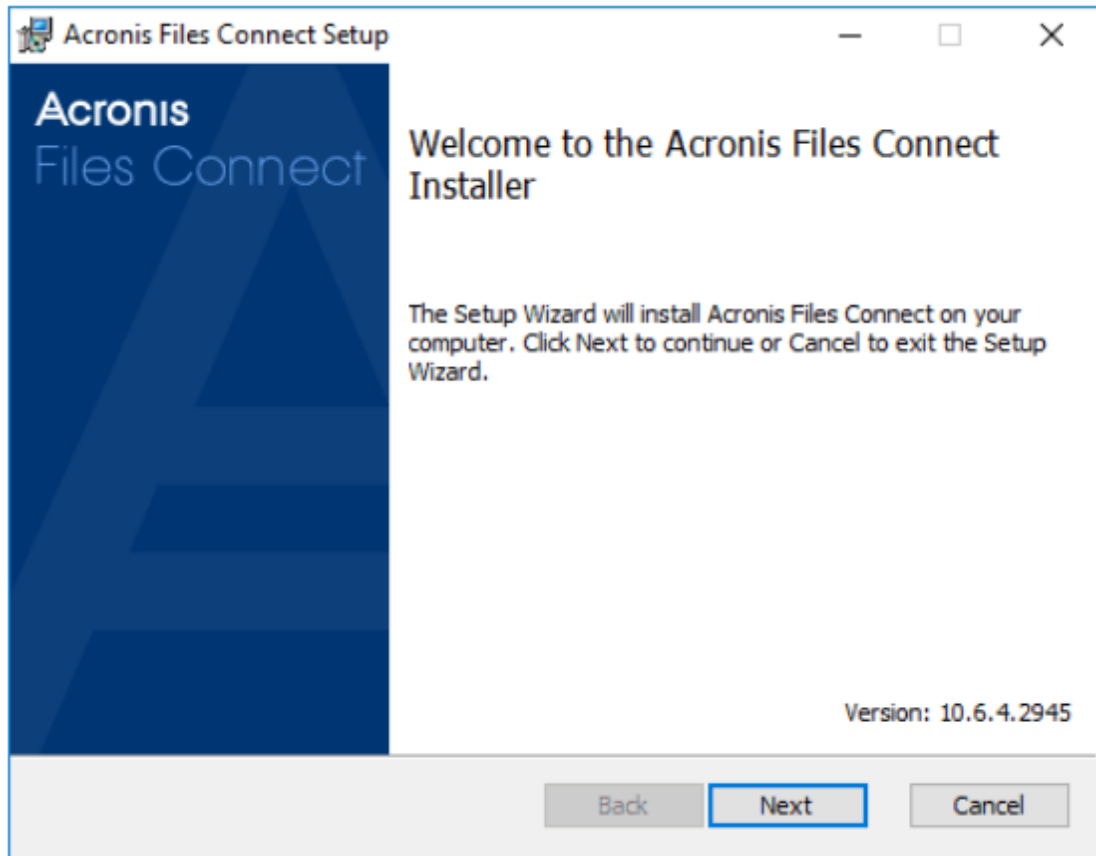 Acronis Files Connect Setup
Acronis
Files Connect
Welcome to the Acronis Files Connect
Installer
The Setup Wizard will install Acronis Files Connect on your
computer. Click Next to continue or Cancel to exit the Setup
Wizard.
Version: 10.6.4.2945
Back
Next
Cancel